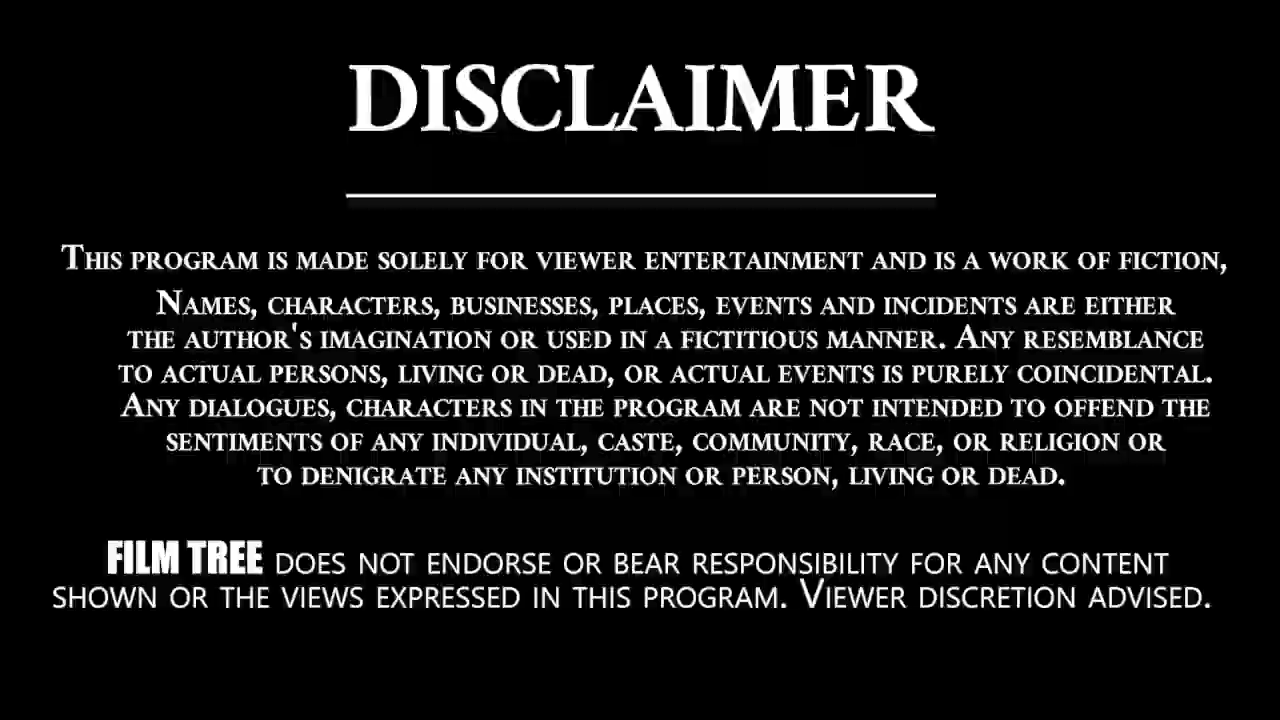 DISCLAIMER
THIS PROGRAM IS MADE SOLELY FOR VIEWER ENTERTAINMENT AND IS A WORK OF FICTION,
NAMES, CHARACTERS, BUSINESSES, PLACES, EVENTS AND INCIDENTS ARE EITHER
THE AUTHOR'S IMAGINATION OR USED IN A FICTITIOUS MANNER. ANY RESEMBLANCE
TO ACTUAL PERSONS, LIVING OR DEAD, OR ACTUAL EVENTS IS PURELY COINCIDENTAL.
ANY DIALOGUES, CHARACTERS IN THE PROGRAM ARE NOT INTENDED TO OFFEND THE
SENTIMENTS OF ANY INDIVIDUAL, CASTE, COMMUNITY, RACE, OR RELIGION OR
TO DENIGRATE ANY INSTITUTION OR PERSON, LIVING OR DEAD.
FILM TREE DOES NOT ENDORSE OR BEAR RESPONSIBILITY FOR ANY CONTENT
SHOWN OR THE VIEWS EXPRESSED IN THIS PROGRAM. VIEWER DISCRETION ADVISED.